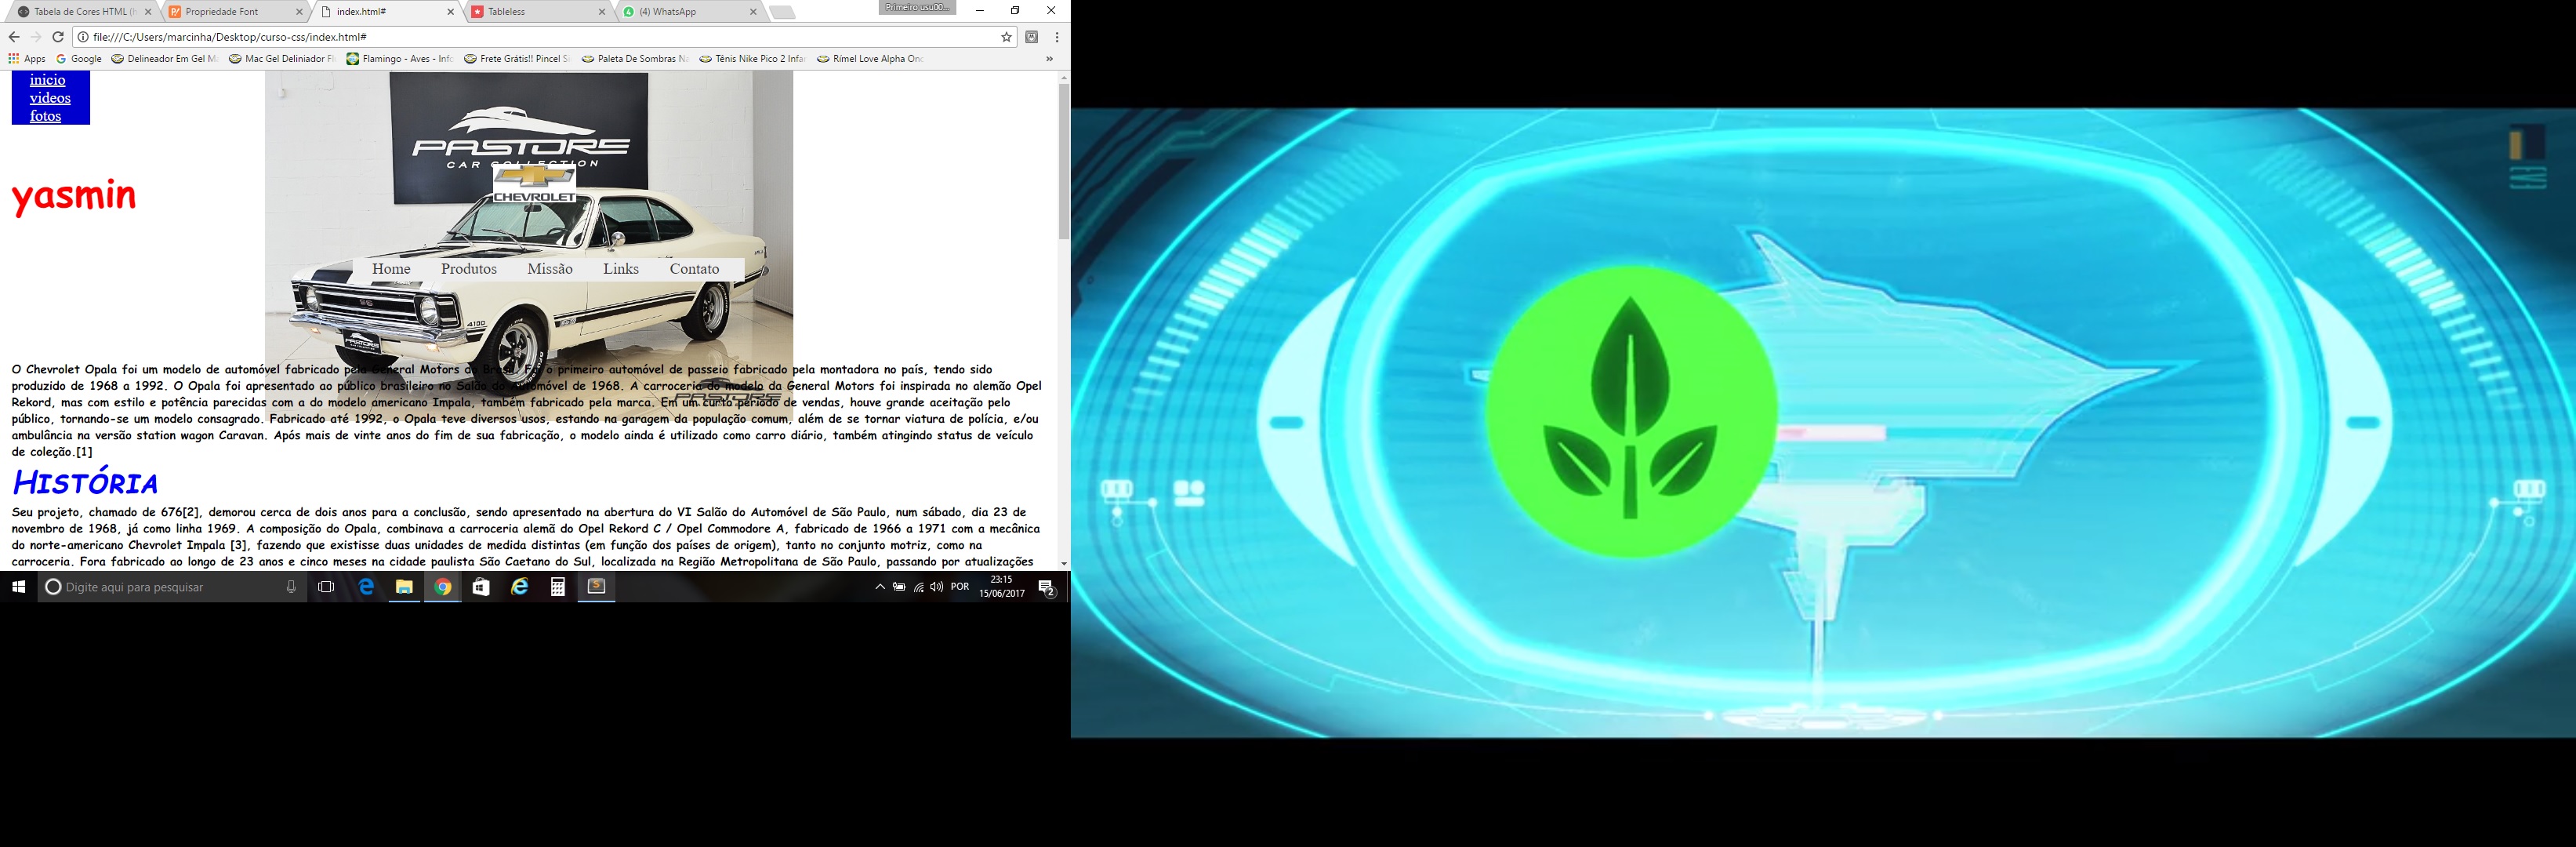 Tabela de Cores HTML (h
Propriedade Font
index.html#
Tableless
(4) WhatsApp
Primeiro usu00...
file:///C:/Users/marcinha/Desktop/curso-css/index.html#
Apps
Google
Delineador Em Gel M
Mac Gel Deliniador Fl
Flamingo - Aves - Info
Frete Grátis!! Pincel S
Paleta De Sombras Na
Tênis Nike Pico 2 Infan
Rímel Love Alpha Onc
»
inicio
videos
fotos
PASTORE
CAR COLLECTION
CHEVROLET
yasmin
Home Produtos Missão Links Contato
SS
4100
PASTORE
O Chevrolet Opala foi um modelo de automóvel fabricado pela General Motors do Brasil. Foi o primeiro automóvel de passeio fabricado pela montadora no país, tendo sido
produzido de 1968 a 1992. O Opala foi apresentado ao público brasileiro no Salão do Automóvel de 1968. A carroceria do modelo da General Motors foi inspirada no alemão Opel
Rekord, mas com estilo e potência parecidas com a do modelo americano Impala, também fabricado pela marca. Em um curto período de vendas, houve grande aceitação pelo
PASTORE
público, tornando-se um modelo consagrado. Fabricado até 1992, o Opala teve diversos usos, estando na garagem da população comum, além de se tornar viatura de polícia, e/ou
ambulância na versão station wagon Caravan. Após mais de vinte anos do fim de sua fabricação, o modelo ainda é utilizado como carro diário, também atingindo status de veículo
de coleção.[1]
HISTÓRIA
Seu projeto, chamado de 676[2], demorou cerca de dois anos para a conclusão, sendo apresentado na abertura do VI Salão do Automóvel de São Paulo, num sábado, dia 23 de
novembro de 1968, já como linha 1969. A composição do Opala, combinava a carroceria alemã do Opel Rekord C / Opel Commodore A, fabricado de 1966 a 1971 com a mecânica
do norte-americano Chevrolet Impala [3], fazendo que existisse duas unidades de medida distintas (em função dos países de origem), tanto no conjunto motriz, como na
carroceria. Fora fabricado ao longo de 23 anos e cinco meses na cidade paulista São Caetano do Sul, localizada na Região Metropolitana de São Paulo, passando por atualizações
Digite aqui para pesquisar
POR
23:15
15/06/2017
2